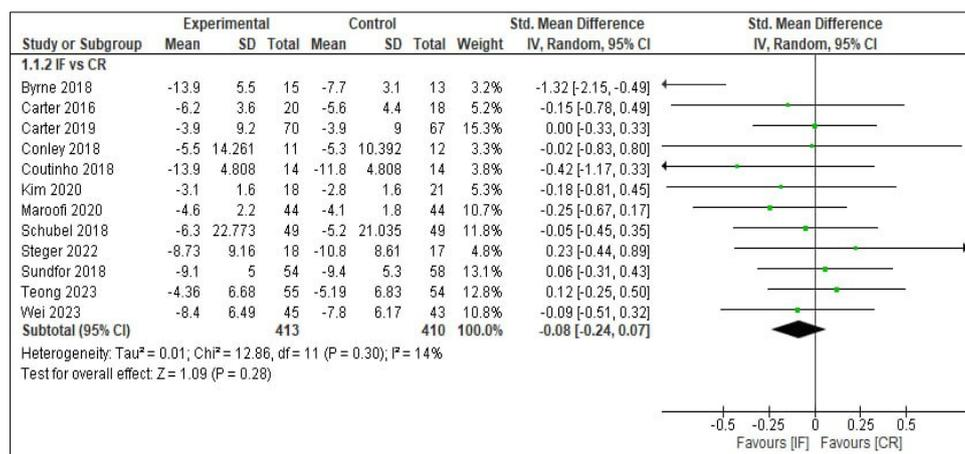 Experimental Control Std. Mean Difference Std. Mean Difference
Study or Subgroup Mean SD Total Mean SD Total Weight IV, Random, 95% CI IV, Random, 95% CI
1.1.2 IF vs CR
Byrne 2018 -13.9 5.5 15 -7.7 3.1 13 3.2% -1.32 [-2.15, -0.49]
Carter 2016 -6.2 3.6 20 -5.6 4.4 18 5.2% -0.15 [-0.78, 0.49]
Carter 2019 -3.9 9.2 70 -3.9 9 67 15.3% 0.00 [-0.33, 0.33]
Conley 2018 -5.5 14.261 11 -5.3 10.392 12 3.3% -0.02 [-0.83, 0.80]
Coutinho 2018 -13.9 4.808 14 -11.8 4.808 14 3.8% -0.42 [-1.17, 0.33]
Kim 2020 -3.1 1.6 18 -2.8 1.6 21 5.3% -0.18 [-0.81, 0.45]
Maroofi 2020 -4.6 2.2 44 -4.1 1.8 44 10.7% -0.25 [-0.67, 0.17]
Schubel 2018 -6.3 22.773 49 -5.2 21.035 49 11.7% -0.05 [-0.45, 0.35]
Steger 2022 -8.73 9.16 18 -10.8 8.61 17 4.8% 0.23 [-0.44, 0.89]
Sundfor 2018 -9.1 5 54 -9.4 5.3 58 13.1% 0.06 [-0.31, 0.43]
Teong 2023 -4.36 6.68 55 -5.19 6.83 54 12.8% 0.12 [-0.25, 0.50]
Wei 2023 -8.4 6.49 45 -7.8 6.17 43 10.8% -0.09 [-0.51, 0.32]
Subtotal (95% CI) 413 410 100.0% -0.08 [-0.24, 0.07]
Heterogeneity: Tau² = 0.01; Chi² = 12.86, df = 11 (P = 0.30); I² = 14%
Test for overall effect: Z = 1.09 (P = 0.28)
-0.5 -0.25 0 0.25 0.5
Favours [IF] Favours [CR]